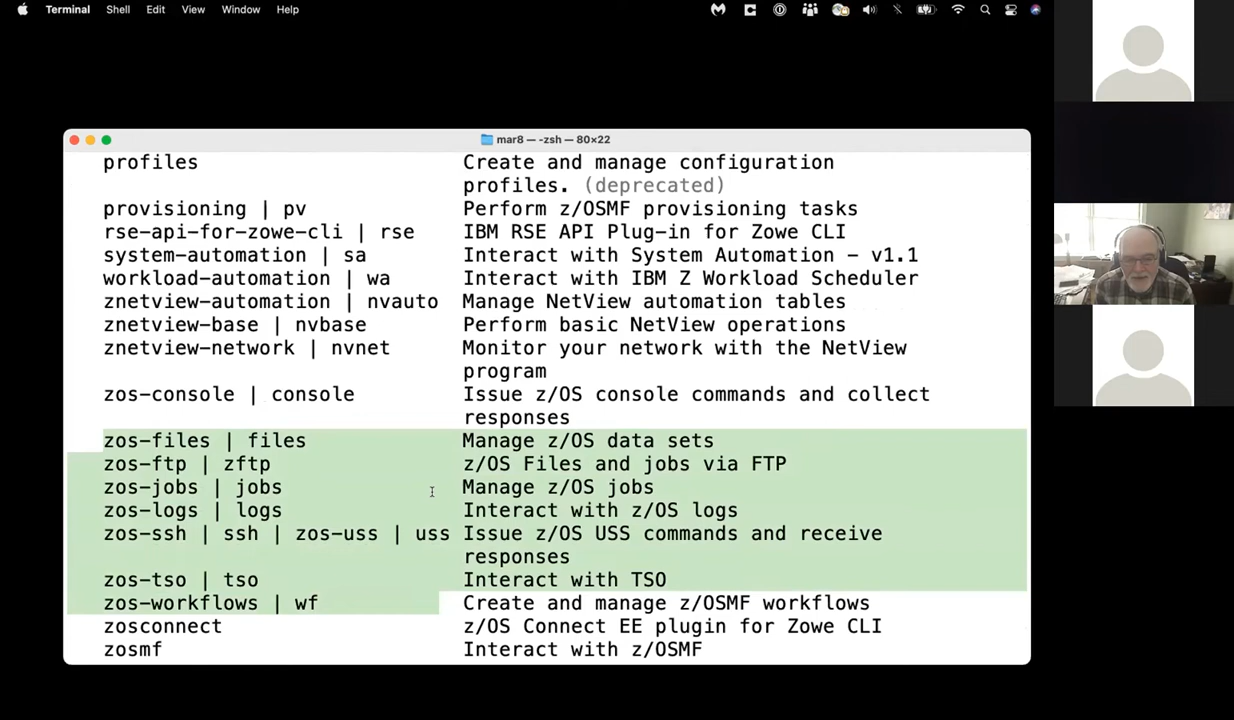 Terminal Shell Edit View Window Help
mar8 — -zsh — 80×22
profiles Create and manage configuration
profiles. (deprecated)
provisioning | pv Perform z/OSMF provisioning tasks
rse-api-for-zowe-cli | rse IBM RSE API Plug-in for Zowe CLI
system-automation | sa Interact with System Automation - v1.1
workload-automation | wa Interact with IBM Z Workload Scheduler
znetview-automation | nvauto Manage NetView automation tables
znetview-base | nvbase Perform basic NetView operations
znetview-network | nvnet Monitor your network with the NetView
program
zos-console | console Issue z/OS console commands and collect
responses
zos-files | files Manage z/OS data sets
zos-ftp | zftp z/OS Files and jobs via FTP
zos-jobs | jobs Manage z/OS jobs
zos-logs | logs Interact with z/OS logs
zos-ssh | ssh | zos-uss | uss Issue z/OS USS commands and receive
responses
zos-tso | tso Interact with TSO
zos-workflows | wf Create and manage z/OSMF workflows
zosconnect z/OS Connect EE plugin for Zowe CLI
zosmf Interact with z/OSMF